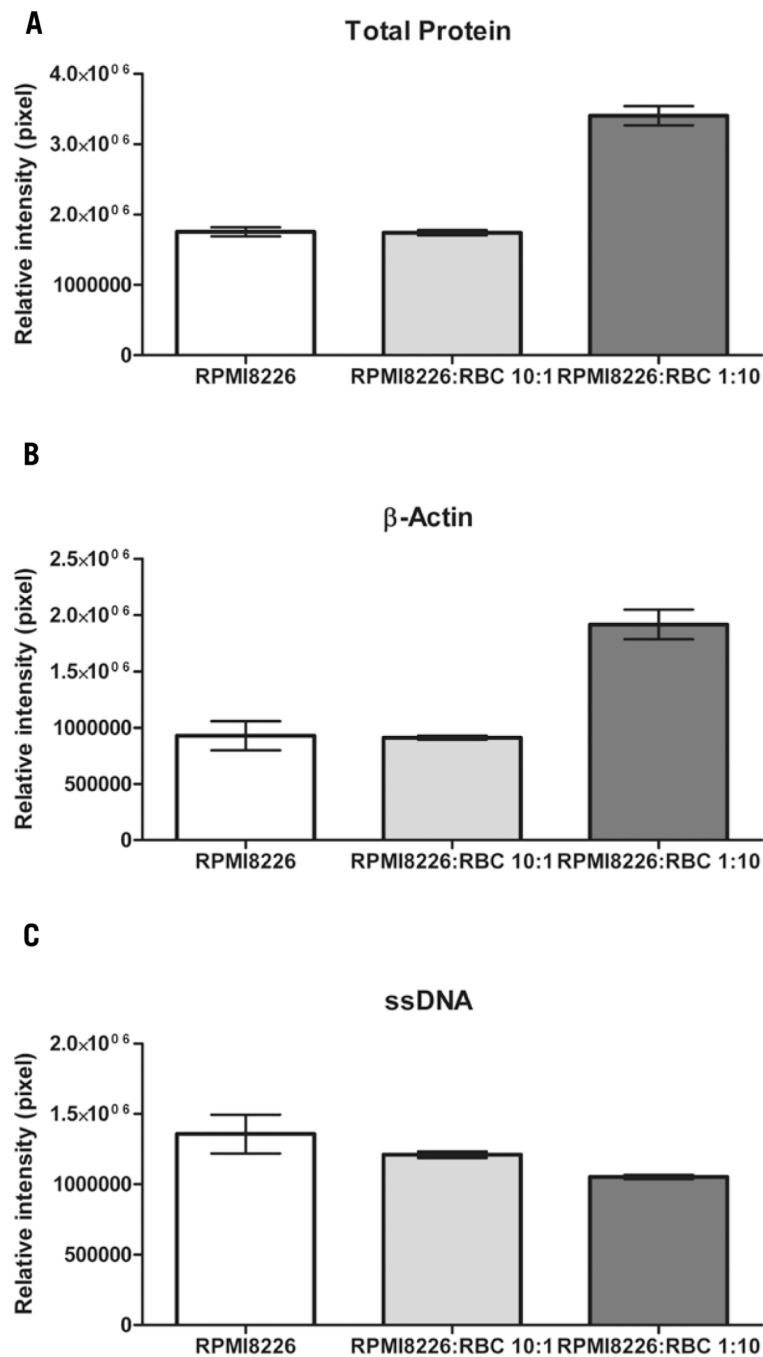 A
Total Protein
Relative intensity (pixel)
4.0×10⁰⁶
3.0×10⁰⁶
2.0×10⁰⁶
1000000
0
RPMI8226 RPMI8226:RBC 10:1 RPMI8226:RBC 1:10
B
β-Actin
Relative intensity (pixel)
2.5×10⁰⁶
2.0×10⁰⁶
1.5×10⁰⁶
1000000
500000
0
RPMI8226 RPMI8226:RBC 10:1 RPMI8226:RBC 1:10
C
ssDNA
Relative intensity (pixel)
2.0×10⁰⁶
1.5×10⁰⁶
1000000
500000
0
RPMI8226 RPMI8226:RBC 10:1 RPMI8226:RBC 1:10